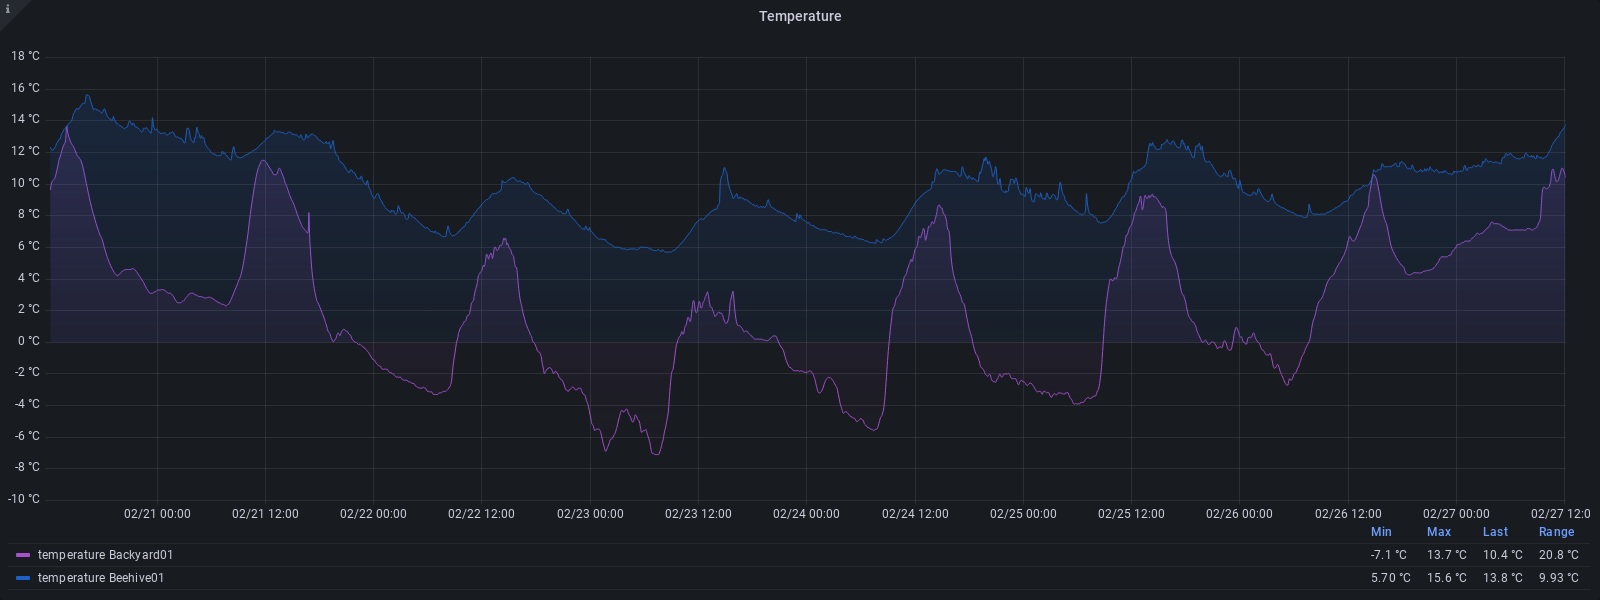 i
Temperature
18 °C
16 °C
14 °C
12 °C
10 °C
8 °C
6 °C
4 °C
2 °C
0 °C
-2 °C
-4 °C
-6 °C
-8 °C
-10 °C
02/21 00:00 02/21 12:00 02/22 00:00 02/22 12:00 02/23 00:00 02/23 12:00 02/24 00:00 02/24 12:00 02/25 00:00 02/25 12:00 02/26 00:00 02/26 12:00 02/27 00:00 02/27 12:0
Min Max Last Range
temperature Backyard01 -7.1 °C 13.7 °C 10.4 °C 20.8 °C
temperature Beehive01 5.70 °C 15.6 °C 13.8 °C 9.93 °C